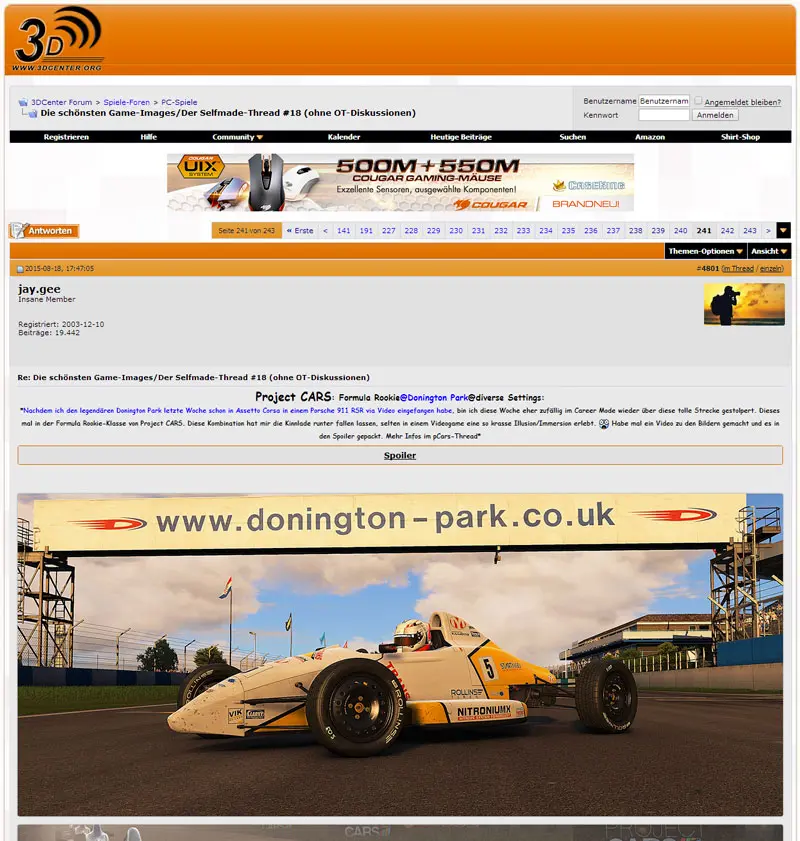 3D
WWW.3DCENTER.ORG
3DCenter Forum > Spiele-Foren > PC-Spiele
Die schönsten Game-Images/Der Selfmade-Thread #18 (ohne OT-Diskussionen)
Benutzername Benutzernam Angemeldet bleiben?
Kennwort Anmelden
Registrieren Hilfe Community Kalender Heutige Beiträge Suchen Amazon Shirt-Shop
COUGAR
UIX
SYSTEM
500M+550M
COUGAR GAMING-MÄUSE
Exzellente Sensoren, ausgewählte Komponenten!
Caseking
COUGAR
BRANDNEU!
Antworten
Seite 241 von 243 « Erste < 141 191 227 228 229 230 231 232 233 234 235 236 237 238 239 240 241 242 243 >
Themen-Optionen Ansicht
2015-08-18, 17:47:05 #4801 (im Thread / einzeln)
jay.gee
Insane Member
Registriert: 2003-12-10
Beiträge: 19.442
Re: Die schönsten Game-Images/Der Selfmade-Thread #18 (ohne OT-Diskussionen)
Project CARS: Formula Rookie@Donington Park@diverse Settings:
*Nachdem ich den legendären Donington Park letzte Woche schon in Assetto Corsa in einem Porsche 911 RSR via Video eingefangen habe, bin ich diese Woche eher zufällig im Career Mode wieder über diese tolle Strecke gestolpert. Dieses
mal in der Formula Rookie-Klasse von Project CARS. Diese Kombination hat mir die Kinnlade runter fallen lassen, selten in einem Videogame eine so krasse Illusion/Immersion erlebt. Habe mal ein Video zu den Bildern gemacht und es in
den Spoiler gepackt. Mehr Infos im pCars-Thread*
Spoiler
www.donington-park.co.uk
5
ROLLINSE
NITRONIUMX
VIK
ROLLINSE
CARS
PROJECT
CARS